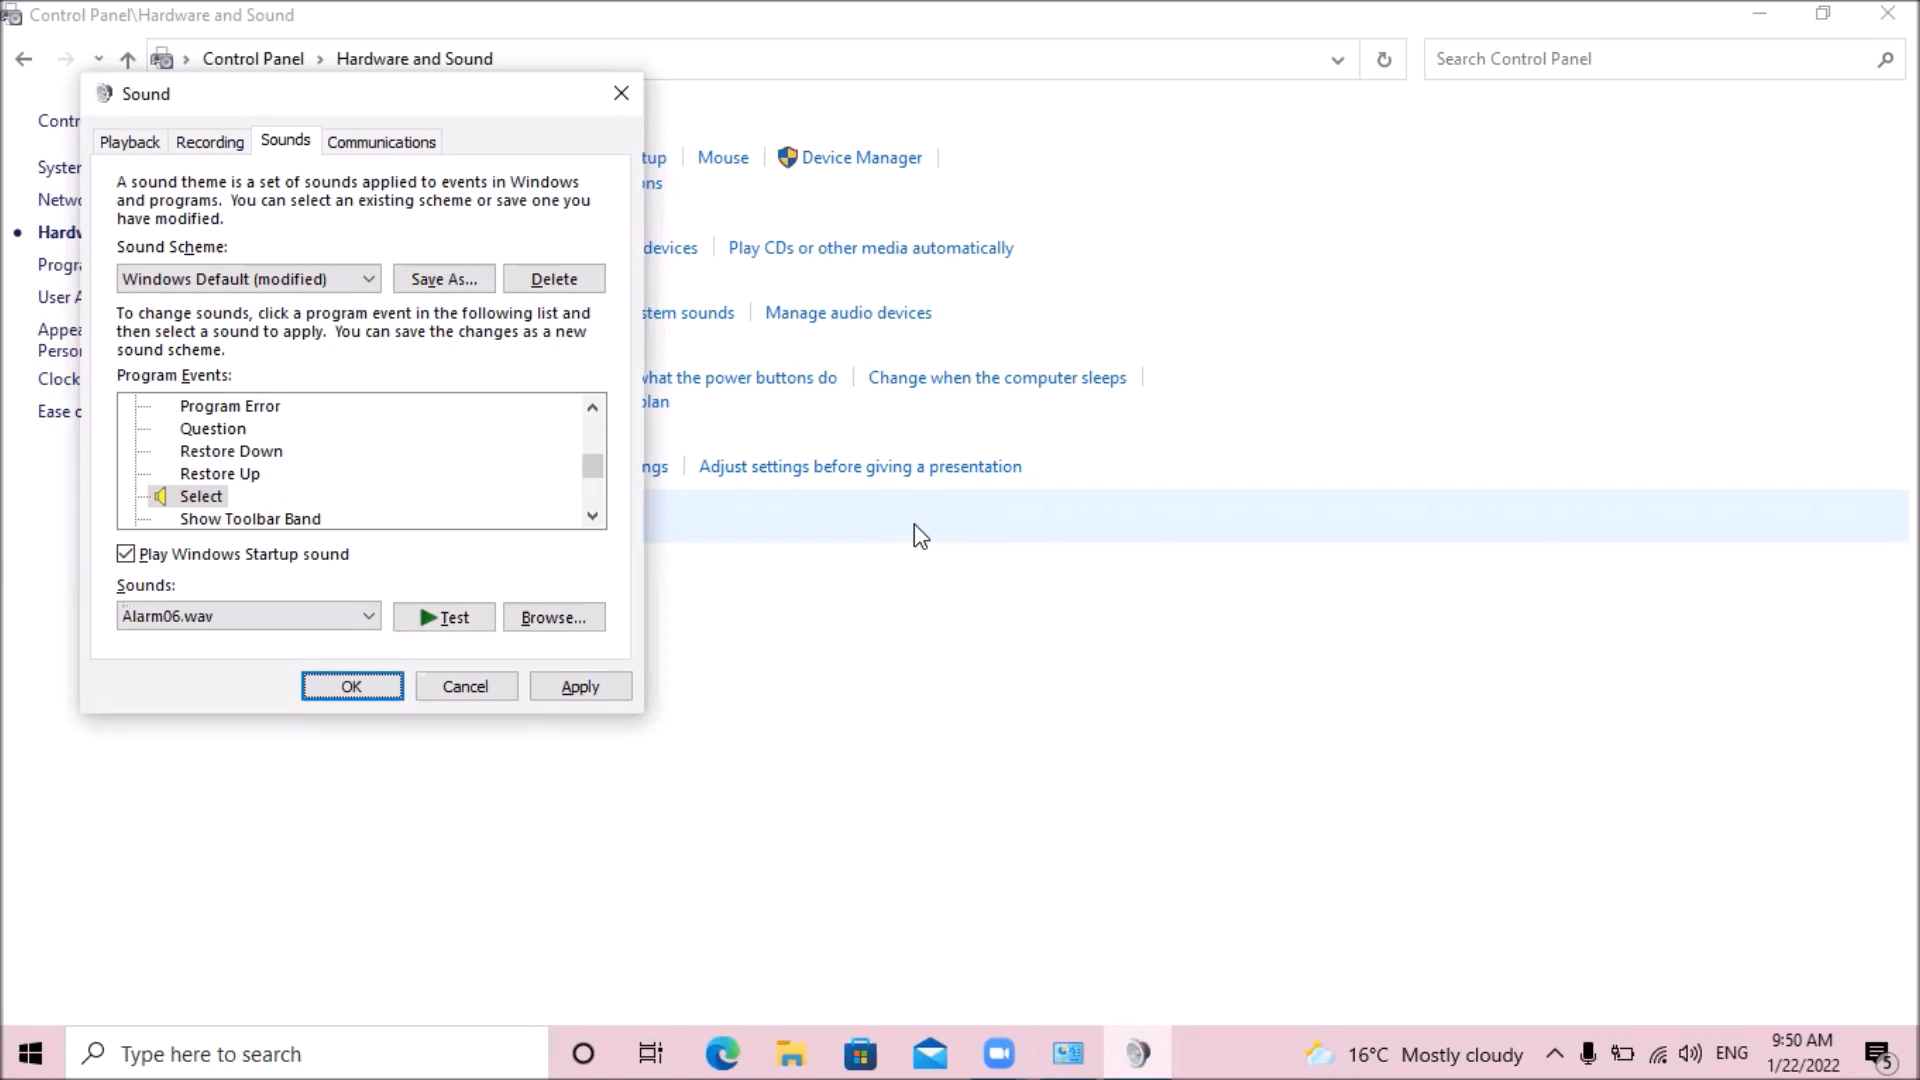 Control Panel\Hardware and Sound
Control Panel
Hardware and Sound
Search Control Panel
Sound
Playback
Recording
Sounds
Communications
A sound theme is a set of sounds applied to events in Windows
and programs. You can select an existing scheme or save one you
have modified.
Sound Scheme:
Windows Default (modified)
Save As...
Delete
To change sounds, click a program event in the following list and
then select a sound to apply. You can save the changes as a new
sound scheme.
Program Events:
Program Error
Question
Restore Down
Restore Up
Select
Show Toolbar Band
Play Windows Startup sound
Sounds:
Alarm06.wav
Test
Browse...
OK
Cancel
Apply
Contr
System
Netwo
Hardw
Progra
User A
Appea
Person
Clock
Ease o
tup
Mouse
Device Manager
ons
devices
Play CDs or other media automatically
stem sounds
Manage audio devices
what the power buttons do
Change when the computer sleeps
plan
ngs
Adjust settings before giving a presentation
Type here to search
16°C Mostly cloudy
ENG
9:50 AM
1/22/2022
5